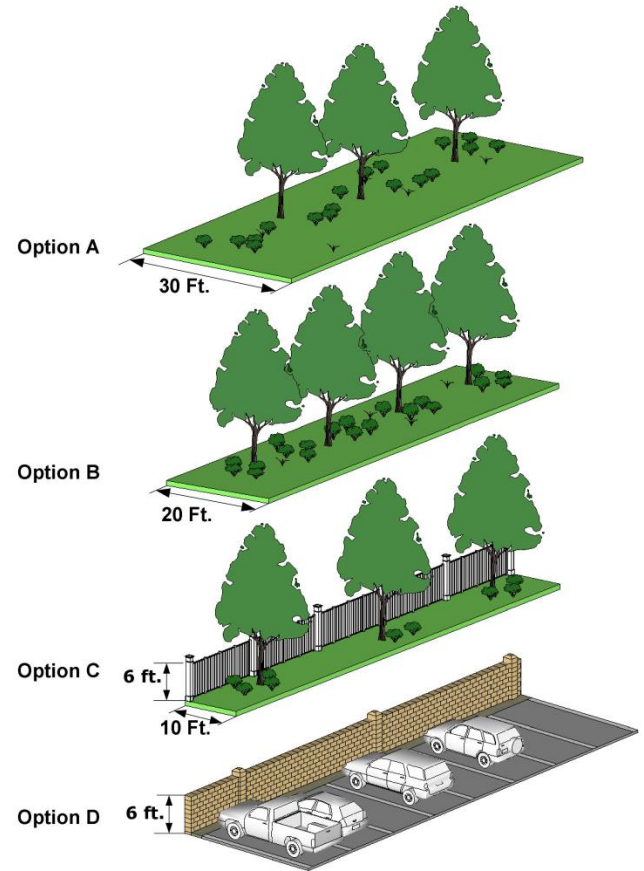 Option A
30 Ft.
Option B
20 Ft.
Option C
6 ft.
10 Ft.
Option D
6 ft.